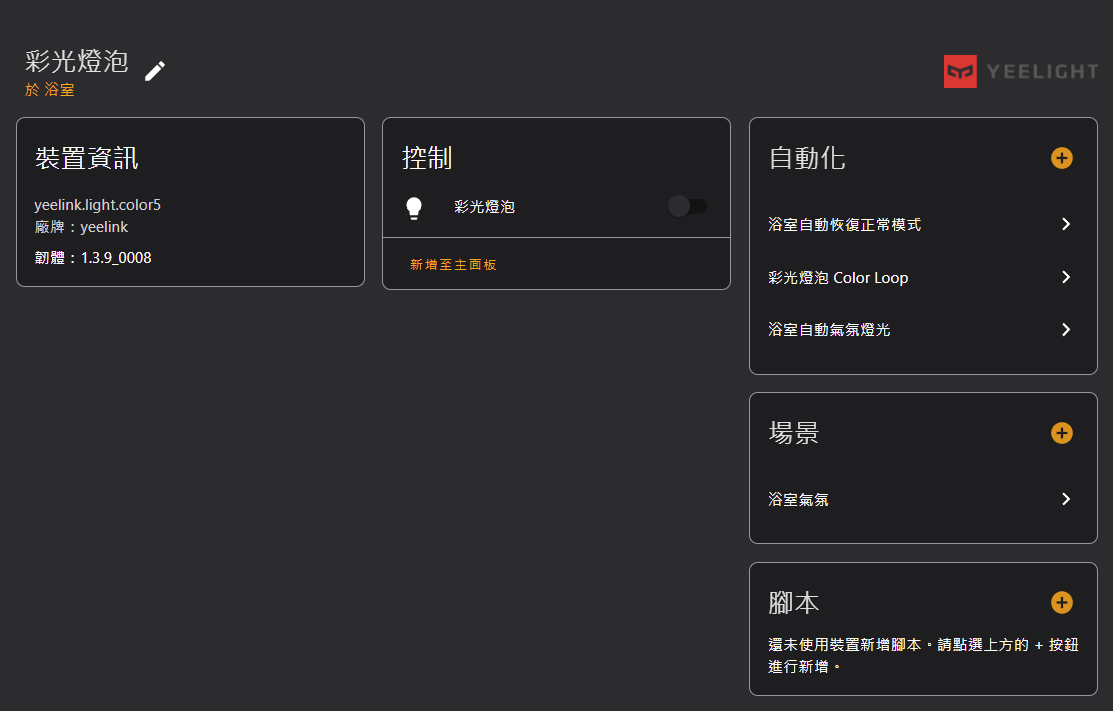 彩光燈泡
於 浴室
YEELIGHT
裝置資訊
yeelink.light.color5
廠牌：yeelink
韌體：1.3.9_0008
控制
彩光燈泡
新增至主面板
自動化
浴室自動恢復正常模式
彩光燈泡 Color Loop
浴室自動氣氛燈光
場景
浴室氣氛
腳本
還未使用裝置新增腳本。請點選上方的 + 按鈕
進行新增。